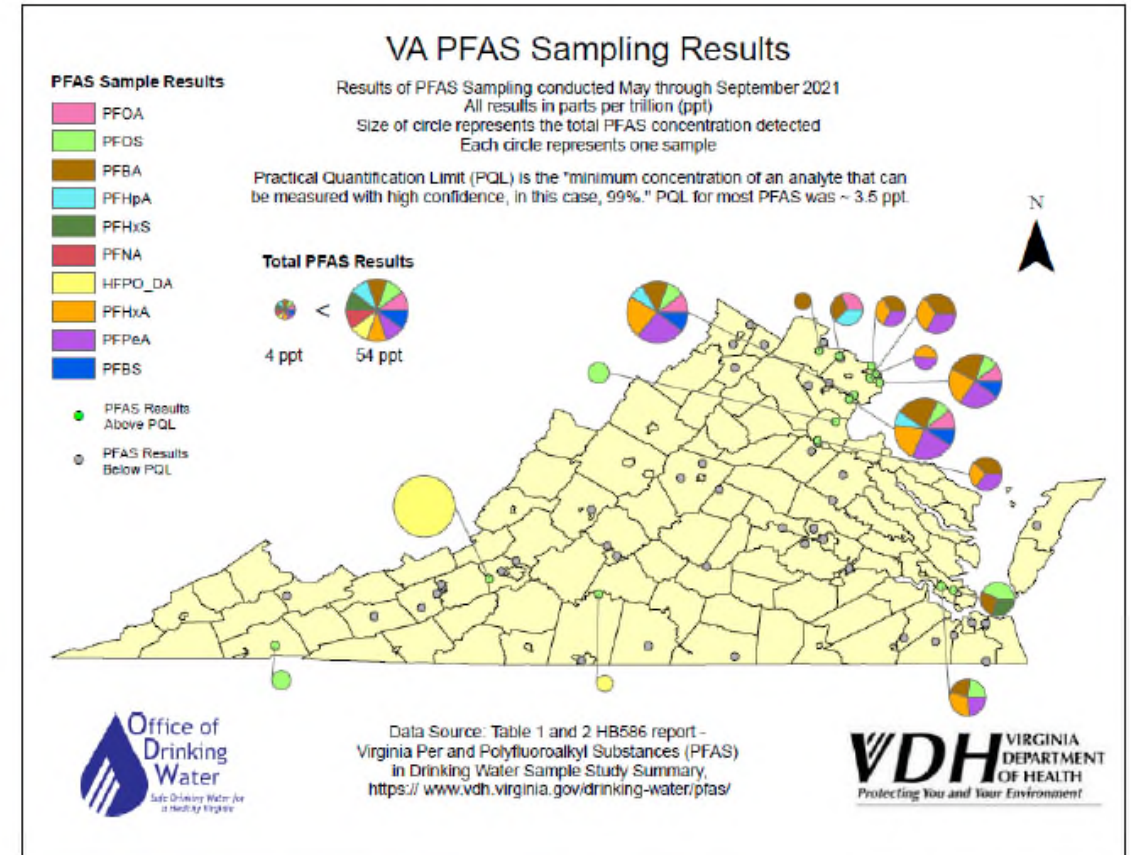 VA PFAS Sampling Results
Results of PFAS Sampling conducted May through September 2021
All results in parts per trillion (ppt)
Size of circle represents the total PFAS concentration detected
Each circle represents one sample
Practical Quantification Limit (PQL) is the "minimum concentration of an analyte that can
be measured with high confidence, in this case, 99%." PQL for most PFAS was ~ 3.5 ppt.
PFAS Sample Results
PFOA
PFOS
PFBA
PFHpA
PFHxS
PFNA
HFPO_DA
PFHxA
PFPeA
PFBS
PFAS Results
Above PQL
PFAS Results
Below PQL
Total PFAS Results
<
4 ppt
54 ppt
N
Office of
Drinking
Water
Safe Drinking Water for
a Healthy Virginia
Data Source: Table 1 and 2 HB586 report -
Virginia Per and Polyfluoroalkyl Substances (PFAS)
in Drinking Water Sample Study Summary,
https:// www.vdh.virginia.gov/drinking-water/pfas/
VDH VIRGINIA
DEPARTMENT
OF HEALTH
Protecting You and Your Environment